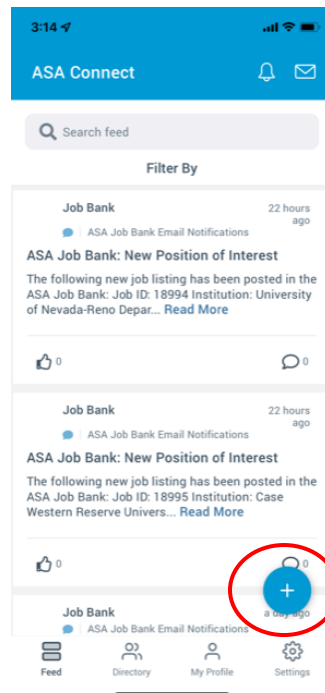 3:14
ASA Connect
Search feed
Filter By
Job Bank 22 hours
ago
ASA Job Bank Email Notifications
ASA Job Bank: New Position of Interest
The following new job listing has been posted in the
ASA Job Bank: Job ID: 18994 Institution: University
of Nevada-Reno Depar... Read More
0 0
Job Bank 22 hours
ago
ASA Job Bank Email Notifications
ASA Job Bank: New Position of Interest
The following new job listing has been posted in the
ASA Job Bank: Job ID: 18995 Institution: Case
Western Reserve Univers... Read More
0 0
+
Job Bank a day ago
ASA Job Bank Email Notifications
Feed Directory My Profile Settings